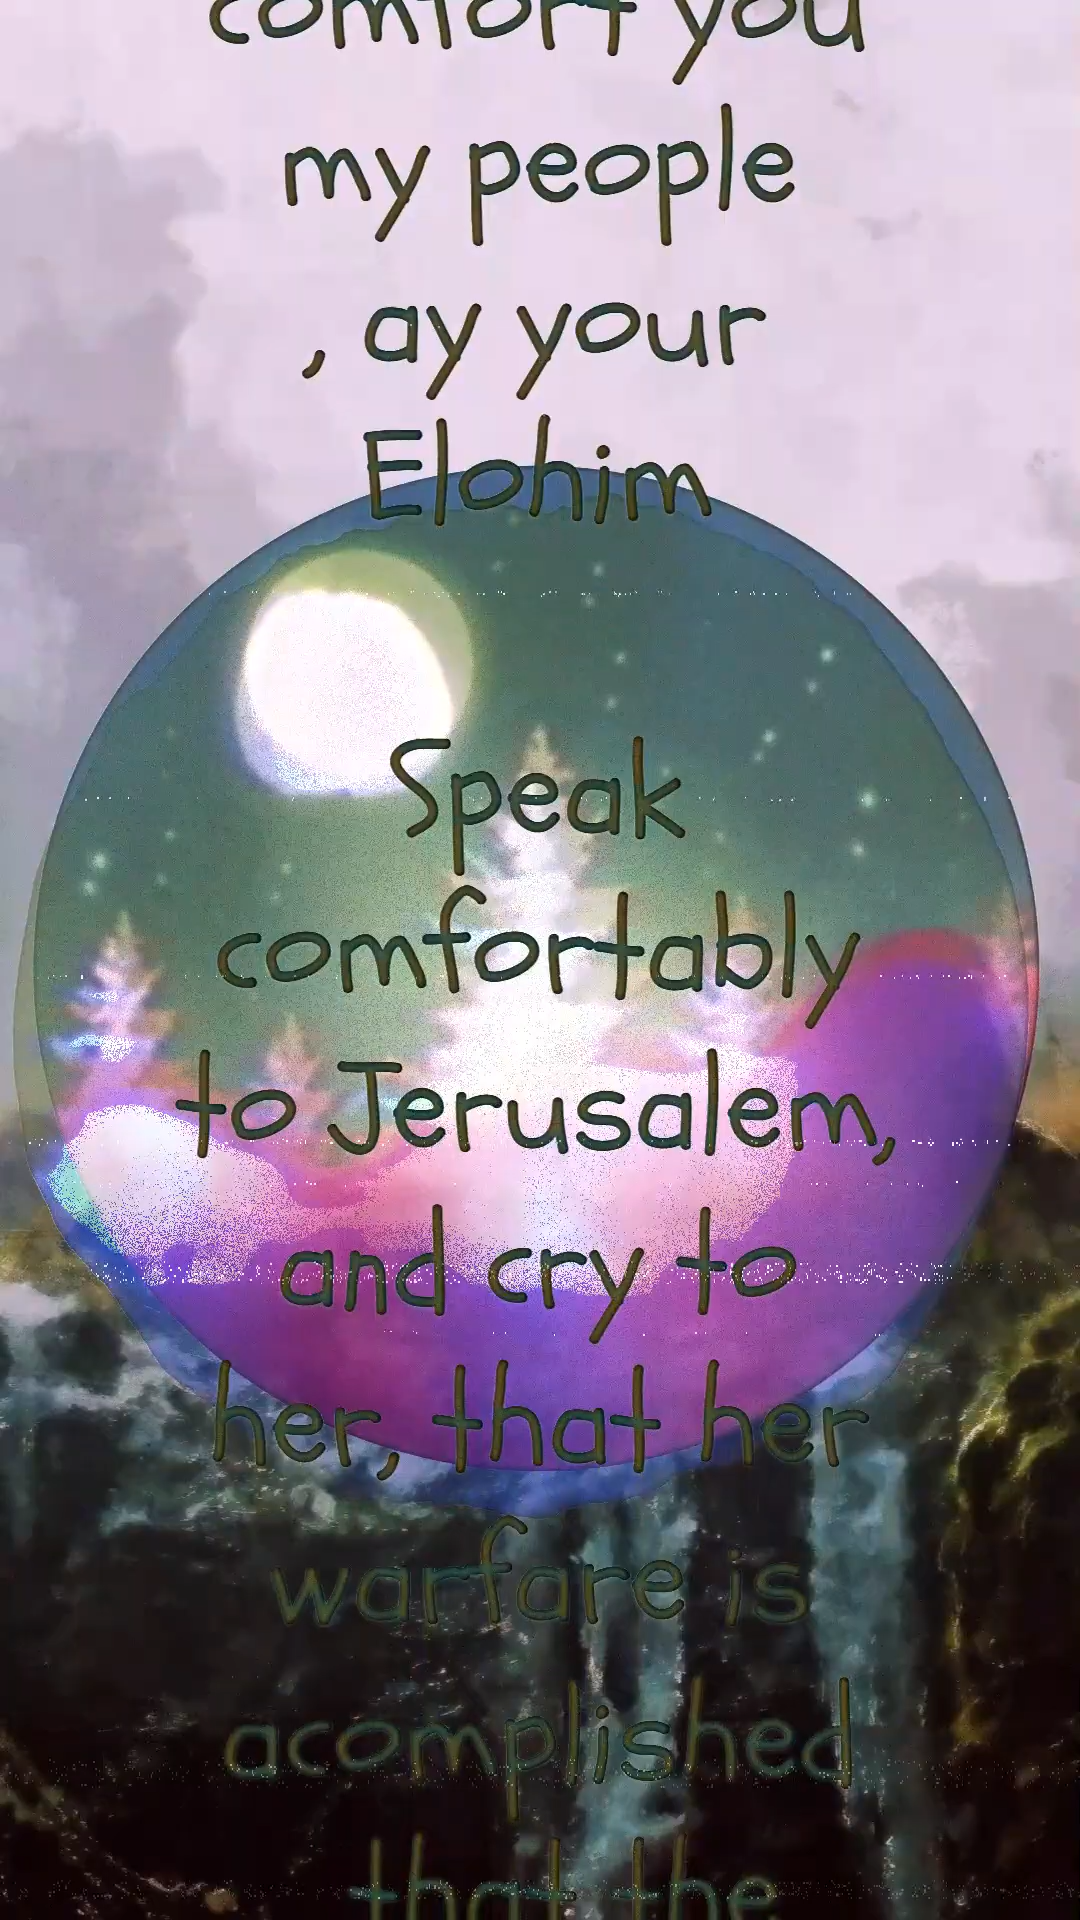 comfort you
my people
, ay your
Elohim
Speak
comfortably
to Jerusalem,
and cry to
her, that her
warfare is
acomplished
that the